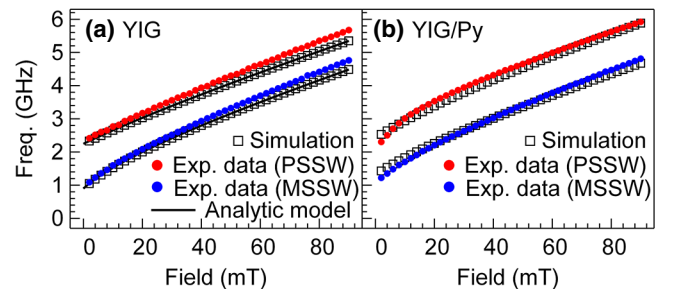 (a) YIG
(b) YIG/Py
Freq. (GHz)
6
5
4
3
2
1
0
Simulation
Exp. data (PSSW)
Exp. data (MSSW)
Analytic model
Simulation
Exp. data (PSSW)
Exp. data (MSSW)
0 20 40 60 80
0 20 40 60 80
Field (mT)
Field (mT)